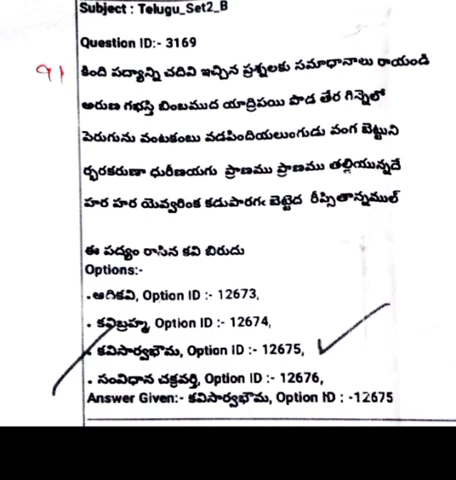 Subject : Telugu_Set2_B
Question ID:- 3169
91 కింది పద్యాన్ని చదివి ఇచ్చిన ప్రశ్నలకు సమాధానాలు రాయండి
అరుణ గభస్తి బింబముద యాద్రిపయి పొడ తేర గిన్నెలో
పెరుగును వంటకంబు వడపిందియలుంగుడు వంగ బెట్టుని
ర్భరకరుణా ధురీణయగు ప్రాణము ప్రాణము తల్లియున్నదే
హర హర యెవ్వరింక కడుపారగఁ బెట్టెద రీప్సితాన్నముల్
ఈ పద్యం రాసిన కవి బిరుదు
Options:-
. ఆదికవి, Option ID :- 12673,
. కవిబ్రహ్మ, Option ID :- 12674,
. కవిసార్వభౌమ, Option ID :- 12675,
. సంవిధాన చక్రవర్తి, Option ID :- 12676,
Answer Given:- కవిసార్వభౌమ, Option ID : -12675